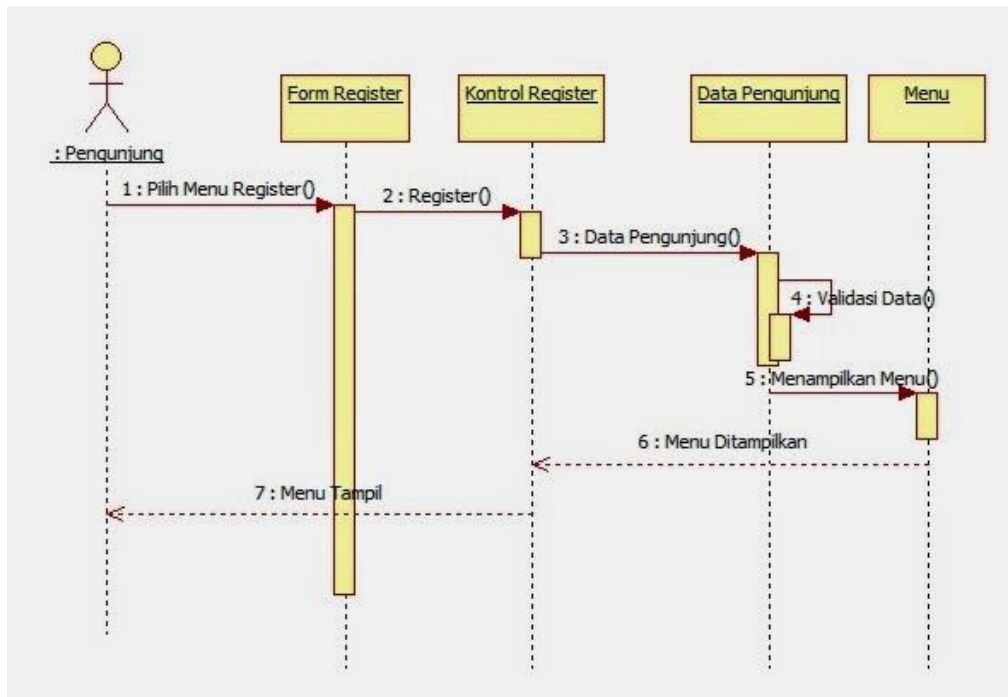 Form Register
Kontrol Register
Data Pengunjung
Menu
: Pengunjung
1 : Pilih Menu Register()
2 : Register()
3 : Data Pengunjung()
4 : Validasi Data()
5 : Menampilkan Menu()
6 : Menu Ditampilkan
7 : Menu Tampil